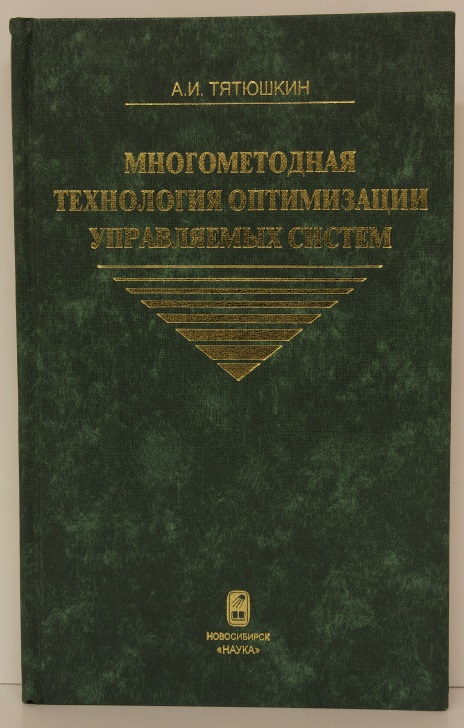 А.И. ТЯТЮШКИН
МНОГОМЕТОДНАЯ
ТЕХНОЛОГИЯ ОПТИМИЗАЦИИ
УПРАВЛЯЕМЫХ СИСТЕМ
НОВОСИБИРСК
«НАУКА»